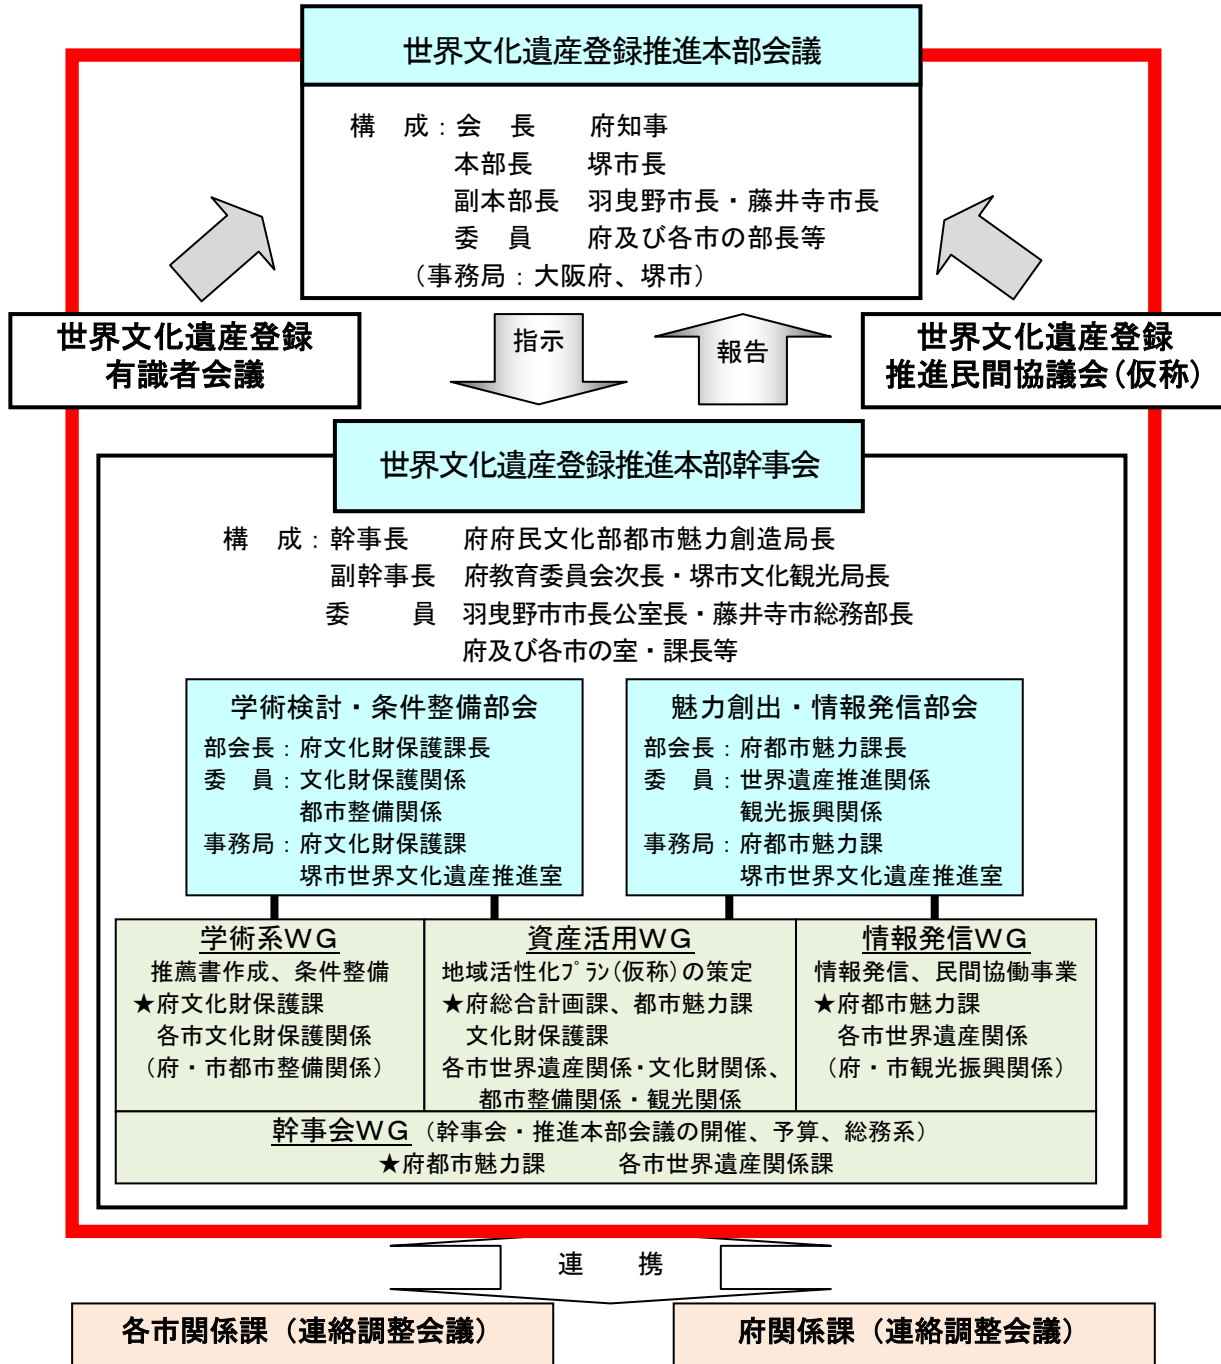 世界文化遺産登録推進本部会議
構　成：会　長　　府知事
本部長　　堺市長
副本部長　羽曳野市長・藤井寺市長
委　員　　府及び各市の部長等
（事務局：大阪府、堺市）
世界文化遺産登録
有識者会議
指示
報告
世界文化遺産登録
推進民間協議会(仮称)
世界文化遺産登録推進本部幹事会
構　成：幹事長　　府府民文化部都市魅力創造局長
副幹事長　府教育委員会次長・堺市文化観光局長
委　　員　羽曳野市市長公室長・藤井寺市総務部長
府及び各市の室・課長等
学術検討・条件整備部会
部会長：府文化財保護課長
委　員：文化財保護関係
都市整備関係
事務局：府文化財保護課
堺市世界文化遺産推進室
魅力創出・情報発信部会
部会長：府都市魅力課長
委　員：世界遺産推進関係
観光振興関係
事務局：府都市魅力課
堺市世界文化遺産推進室
学術系ＷＧ
推薦書作成、条件整備
★府文化財保護課
各市文化財保護関係
（府・市都市整備関係）
資産活用ＷＧ
地域活性化ﾌﾟﾗﾝ(仮称)の策定
★府総合計画課、都市魅力課
文化財保護課
各市世界遺産関係・文化財関係、
都市整備関係・観光関係
情報発信ＷＧ
情報発信、民間協働事業
★府都市魅力課
各市世界遺産関係
（府・市観光振興関係）
幹事会ＷＧ（幹事会・推進本部会議の開催、予算、総務系）
★府都市魅力課　　　各市世界遺産関係課
連　　携
各市関係課（連絡調整会議）
府関係課（連絡調整会議）